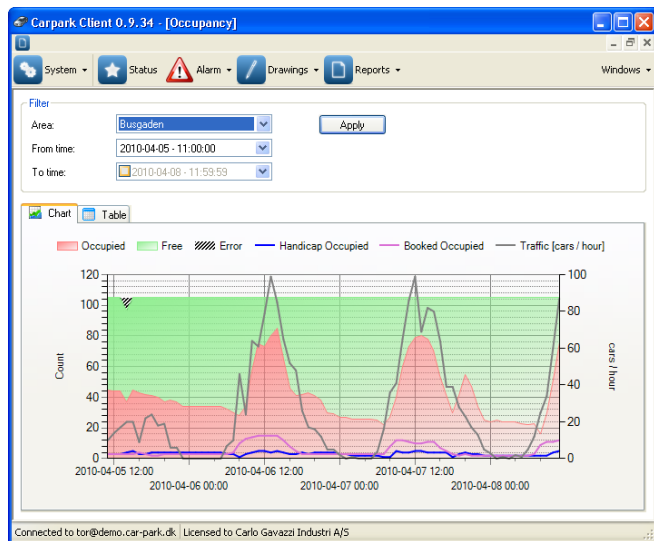 Carpark Client 0.9.34 - [Occupancy]
System Status Alarm Drawings Reports Windows
Filter
Area: Busgaden Apply
From time: 2010-04-05 - 11:00:00
To time: 2010-04-08 - 11:59:59
Chart Table
Occupied Free Error Handicap Occupied Booked Occupied Traffic [cars / hour]
120 100
100 80
80 60
60 40
40 20
20 0
0
Count
cars / hour
2010-04-05 12:00 2010-04-06 12:00 2010-04-07 12:00
2010-04-06 00:00 2010-04-07 00:00 2010-04-08 00:00
Connected to tor@demo.car-park.dk Licensed to Carlo Gavazzi Industri A/S